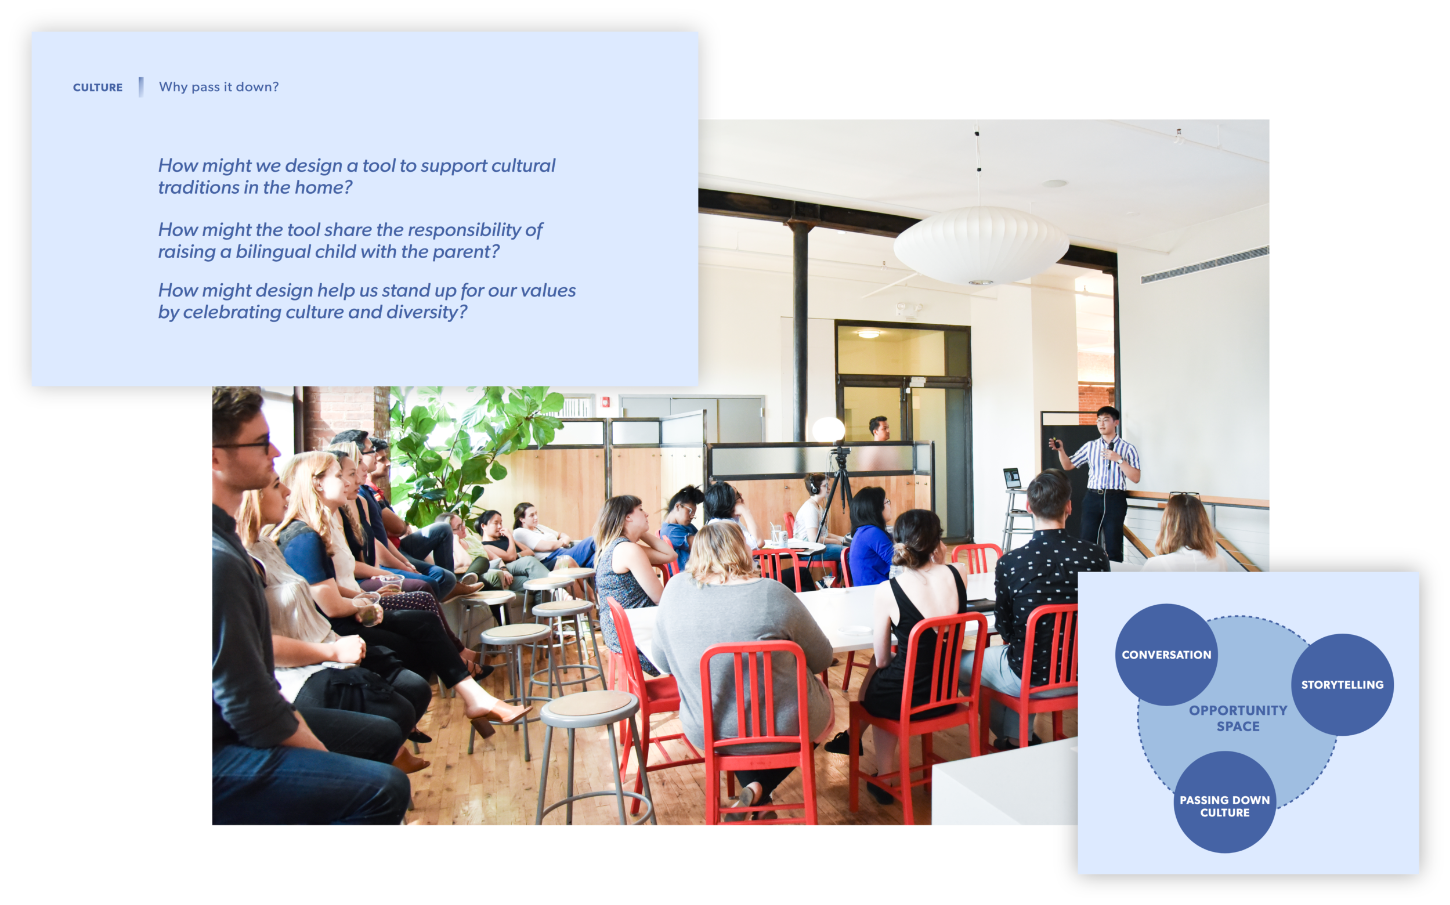 CULTURE
Why pass it down?
How might we design a tool to support cultural
traditions in the home?
How might the tool share the responsibility of
raising a bilingual child with the parent?
How might design help us stand up for our values
by celebrating culture and diversity?
CONVERSATION
STORYTELLING
OPPORTUNITY
SPACE
PASSING DOWN
CULTURE